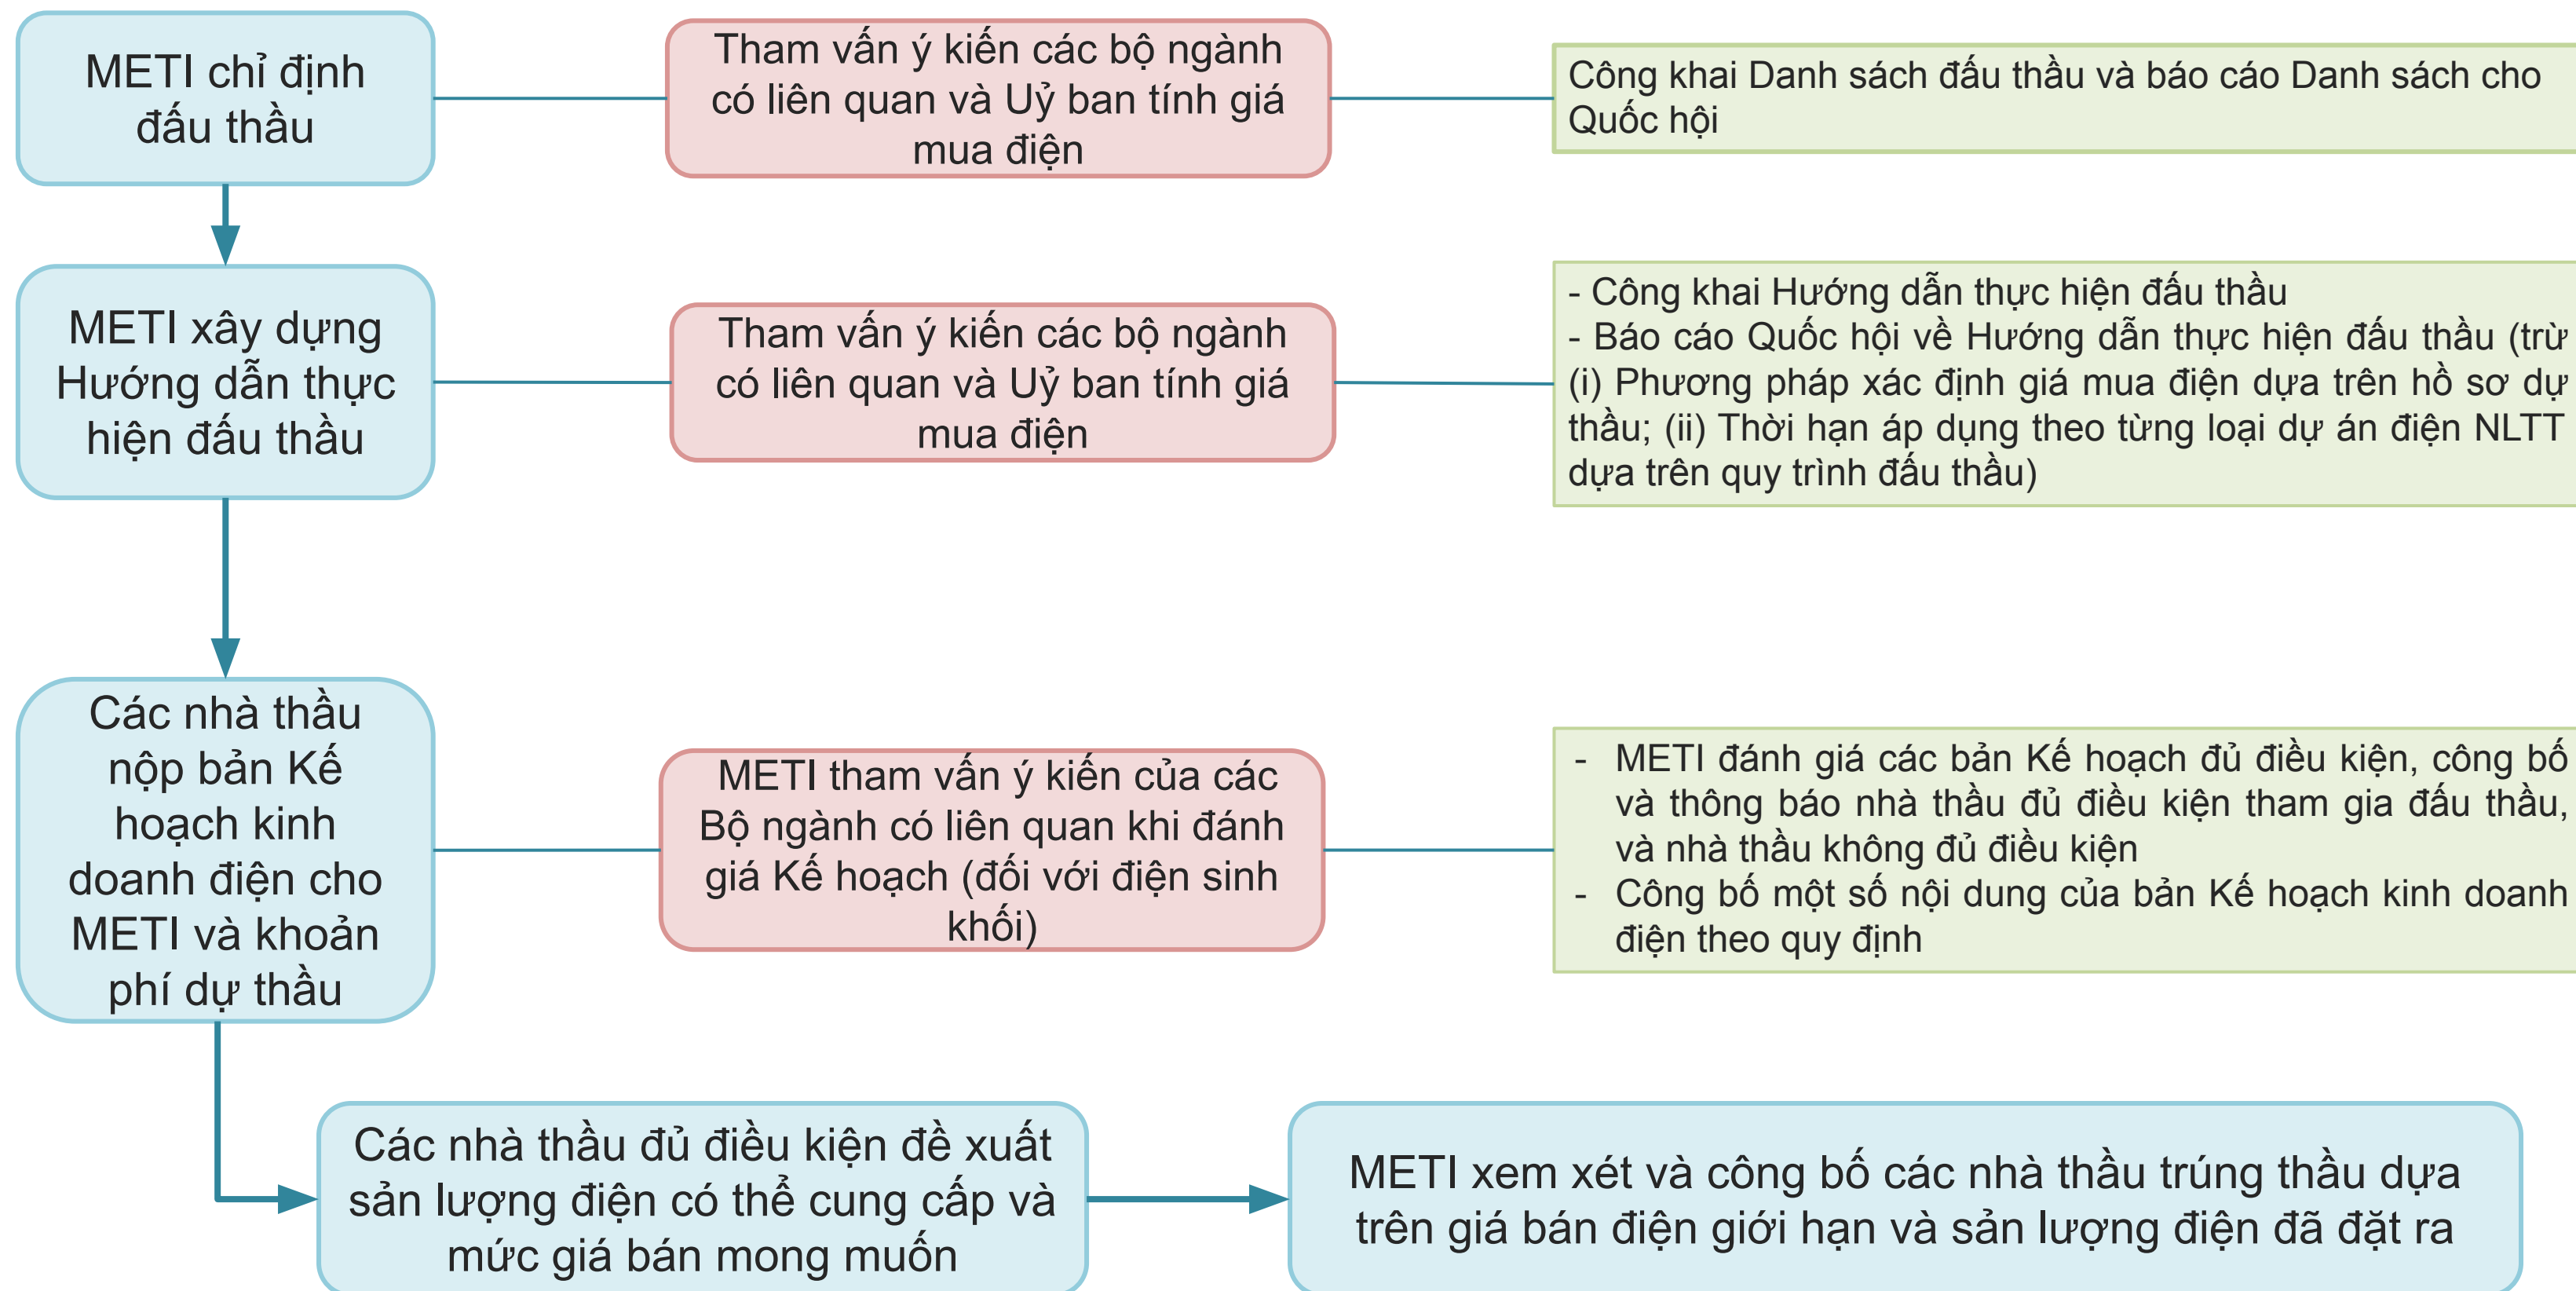 METI chỉ định
đấu thầu
Tham vấn ý kiến các bộ ngành
có liên quan và Uỷ ban tính giá
mua điện
Công khai Danh sách đấu thầu và báo cáo Danh sách cho
Quốc hội
METI xây dựng
Hướng dẫn thực
hiện đấu thầu
Tham vấn ý kiến các bộ ngành
có liên quan và Uỷ ban tính giá
mua điện
- Công khai Hướng dẫn thực hiện đấu thầu
- Báo cáo Quốc hội về Hướng dẫn thực hiện đấu thầu (trừ
(i) Phương pháp xác định giá mua điện dựa trên hồ sơ dự
thầu; (ii) Thời hạn áp dụng theo từng loại dự án điện NLTT
dựa trên quy trình đấu thầu)
Các nhà thầu
nộp bản Kế
hoạch kinh
doanh điện cho
METI và khoản
phí dự thầu
METI tham vấn ý kiến của các
Bộ ngành có liên quan khi đánh
giá Kế hoạch (đối với điện sinh
khối)
- METI đánh giá các bản Kế hoạch đủ điều kiện, công bố
và thông báo nhà thầu đủ điều kiện tham gia đấu thầu,
và nhà thầu không đủ điều kiện
- Công bố một số nội dung của bản Kế hoạch kinh doanh
điện theo quy định
Các nhà thầu đủ điều kiện đề xuất
sản lượng điện có thể cung cấp và
mức giá bán mong muốn
METI xem xét và công bố các nhà thầu trúng thầu dựa
trên giá bán điện giới hạn và sản lượng điện đã đặt ra